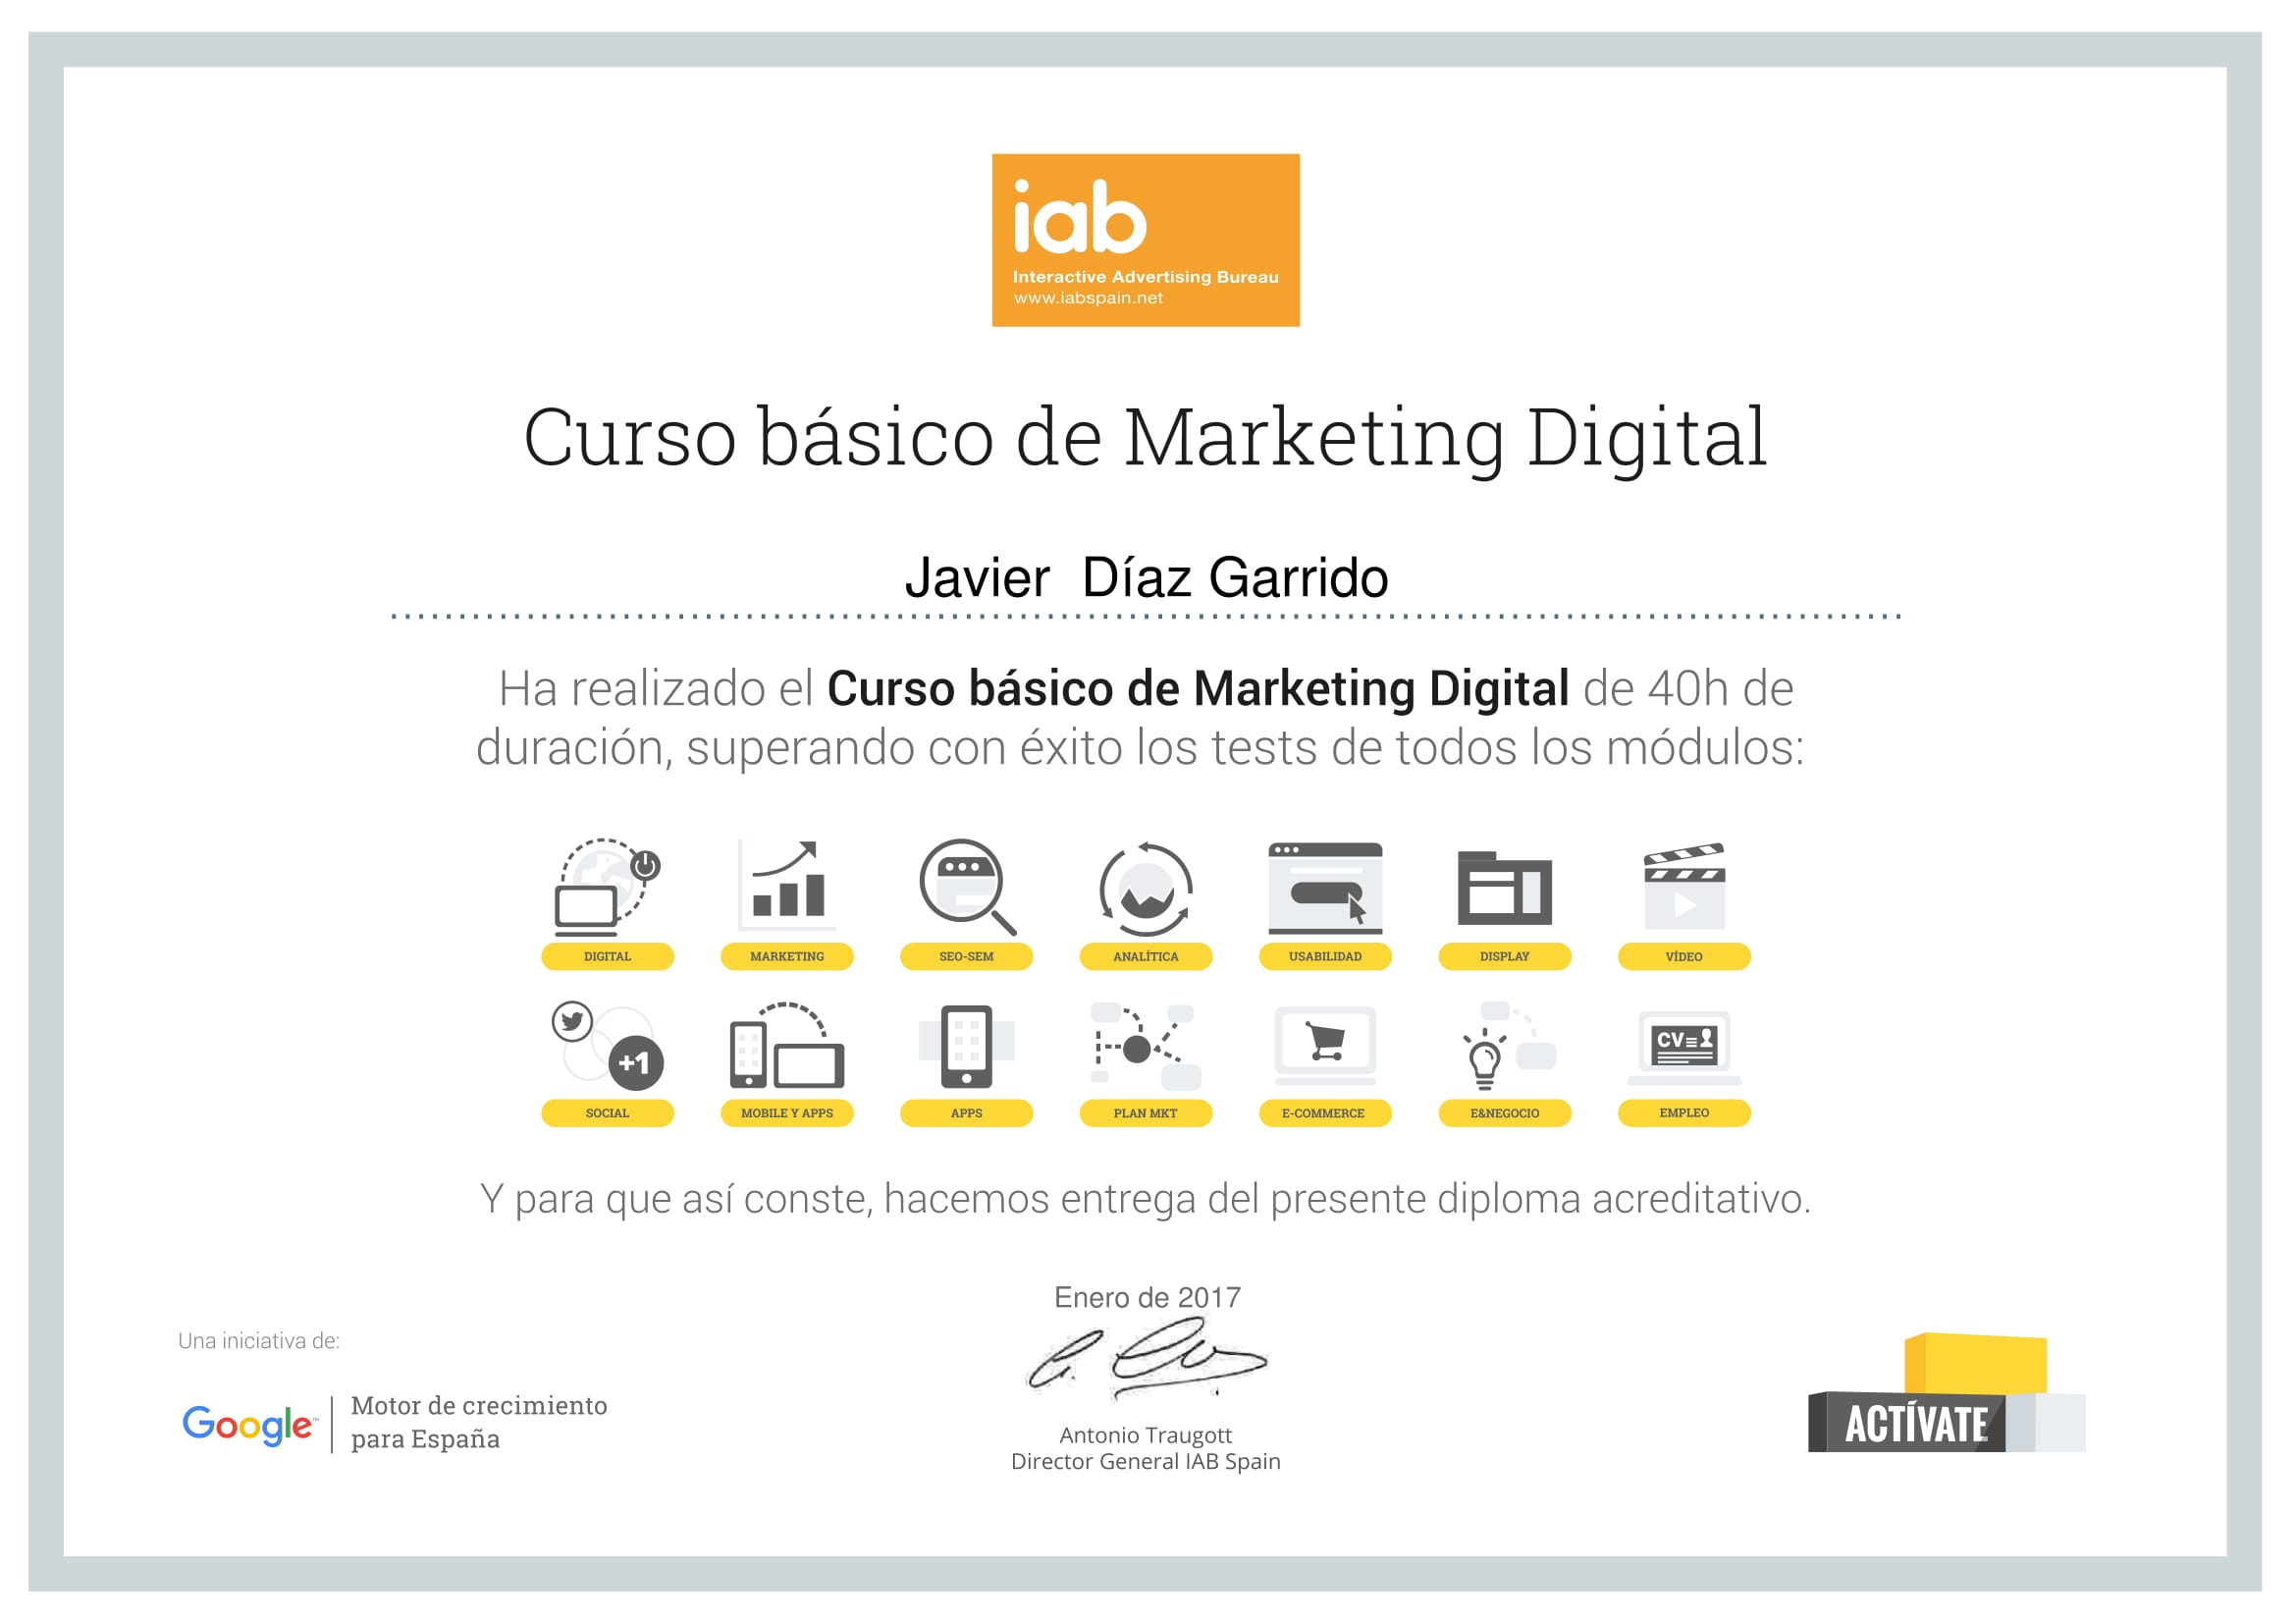 iab
Interactive Advertising Bureau
www.iabspain.net
Curso básico de Marketing Digital
Javier Díaz Garrido
Ha realizado el Curso básico de Marketing Digital de 40h de
duración, superando con éxito los tests de todos los módulos:
DIGITAL MARKETING SEO-SEM ANALÍTICA USABILIDAD DISPLAY VÍDEO
+1
CV
SOCIAL MOBILE Y APPS APPS PLAN MKT E-COMMERCE E&NEGOCIO EMPLEO
Y para que así conste, hacemos entrega del presente diploma acreditativo.
Enero de 2017
Antonio Traugott
Director General IAB Spain
Una iniciativa de:
Google™
Motor de crecimiento
para España
ACTÍVATE